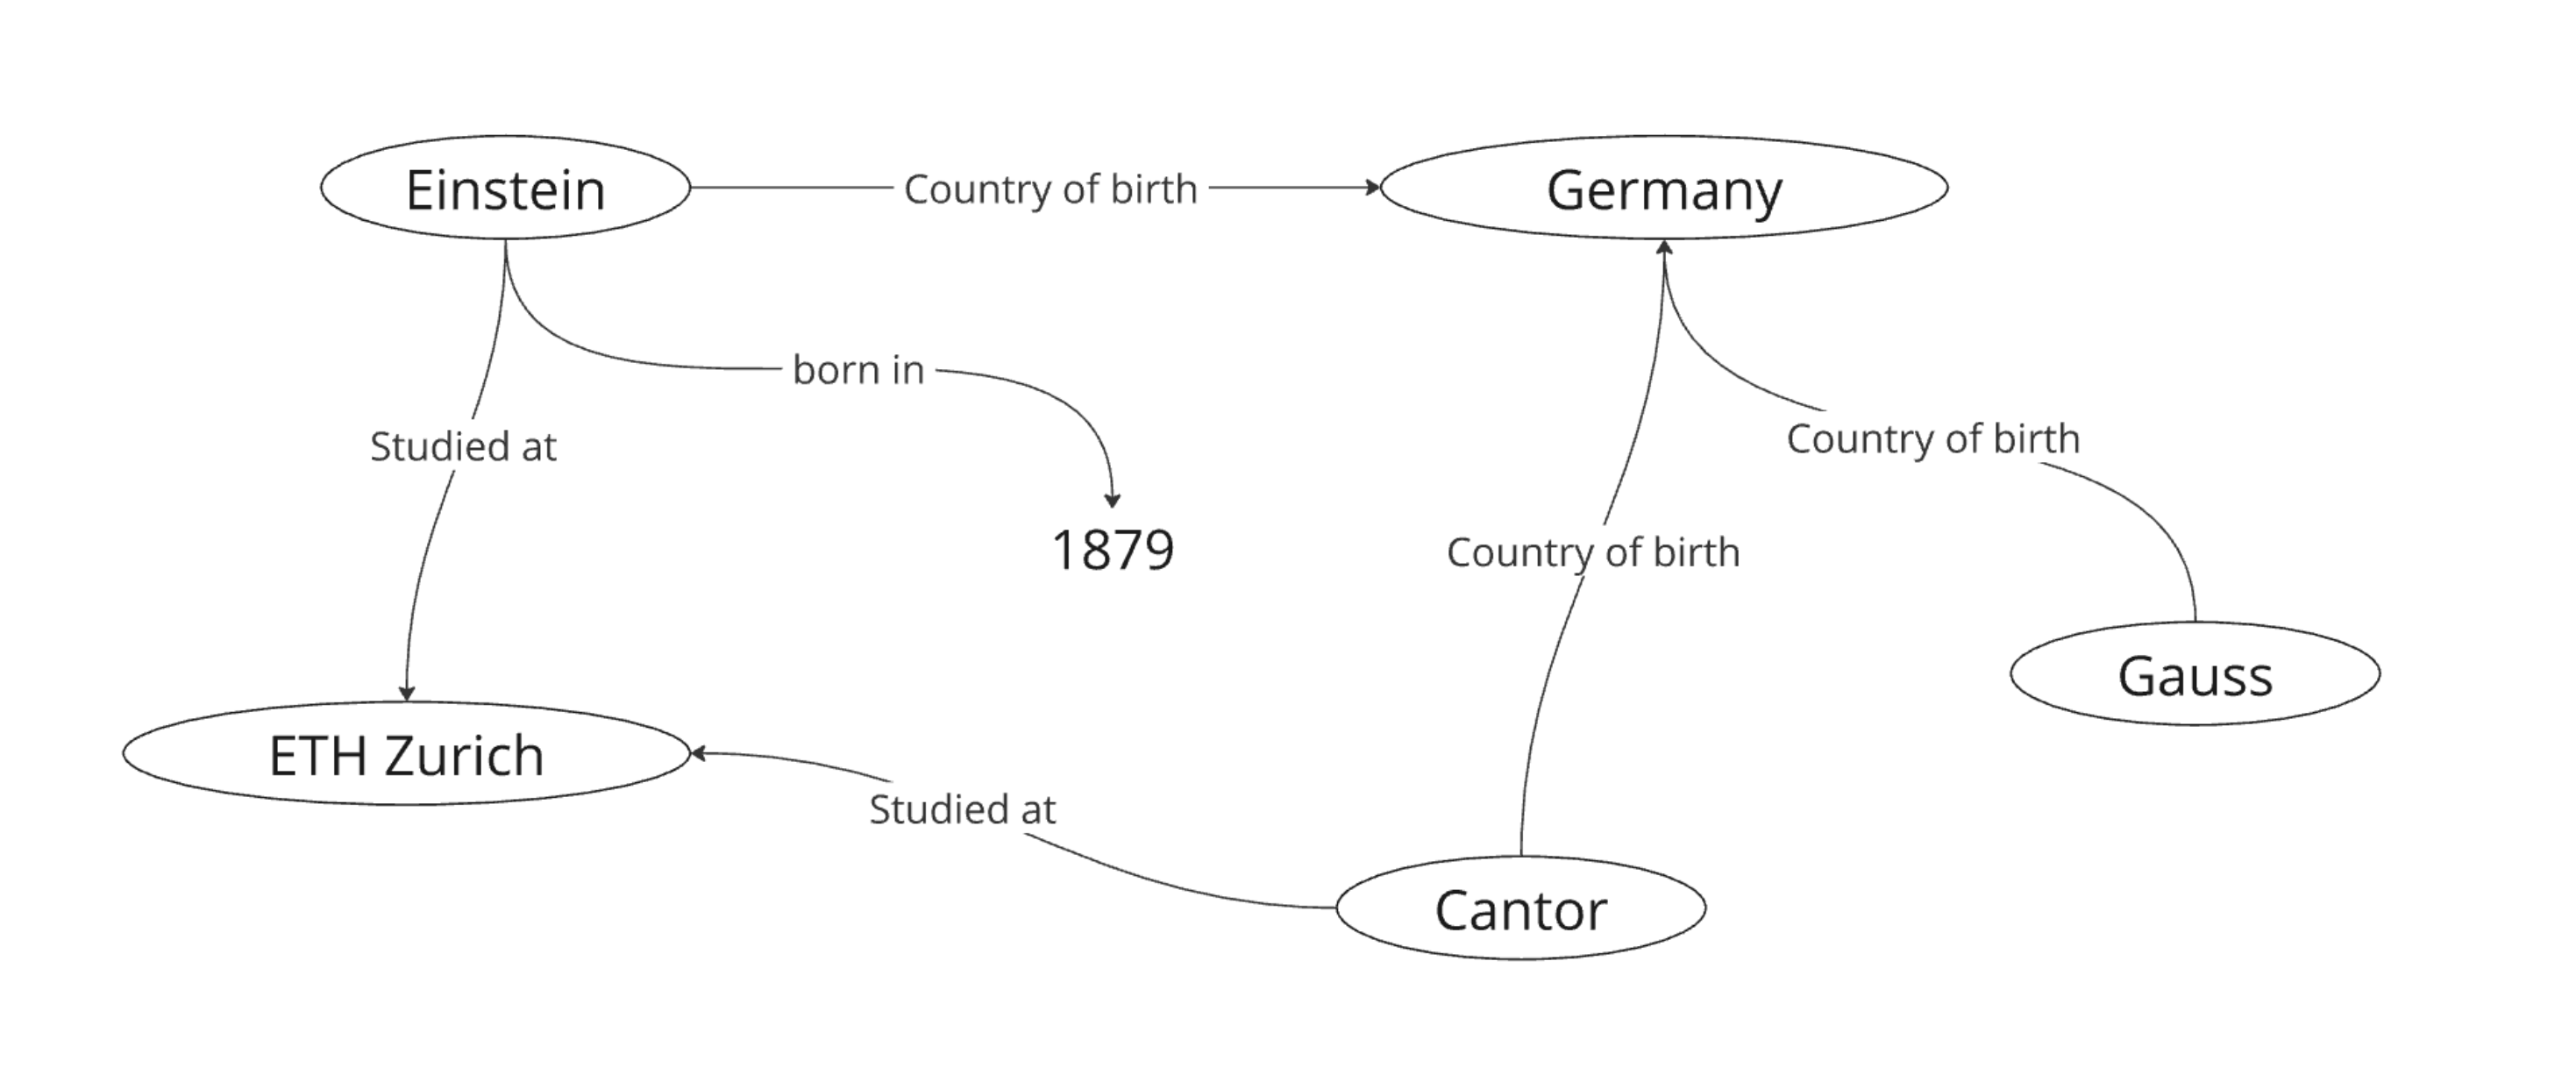 Einstein
Country of birth
Germany
born in
Studied at
Country of birth
1879
Country of birth
Gauss
ETH Zurich
Studied at
Cantor